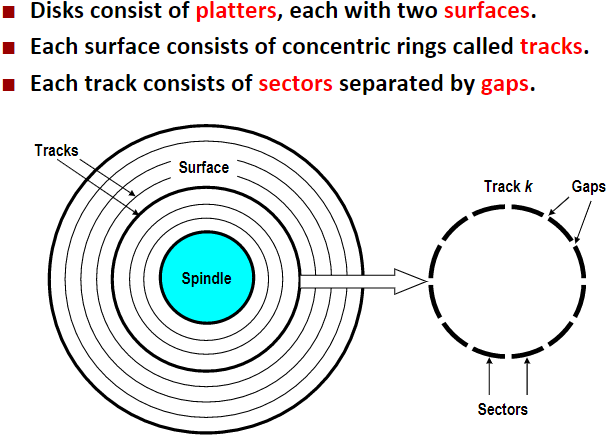 Disks consist of platters, each with two surfaces.
Each surface consists of concentric rings called tracks.
Each track consists of sectors separated by gaps.
Tracks
Surface
Spindle
Track k
Gaps
Sectors